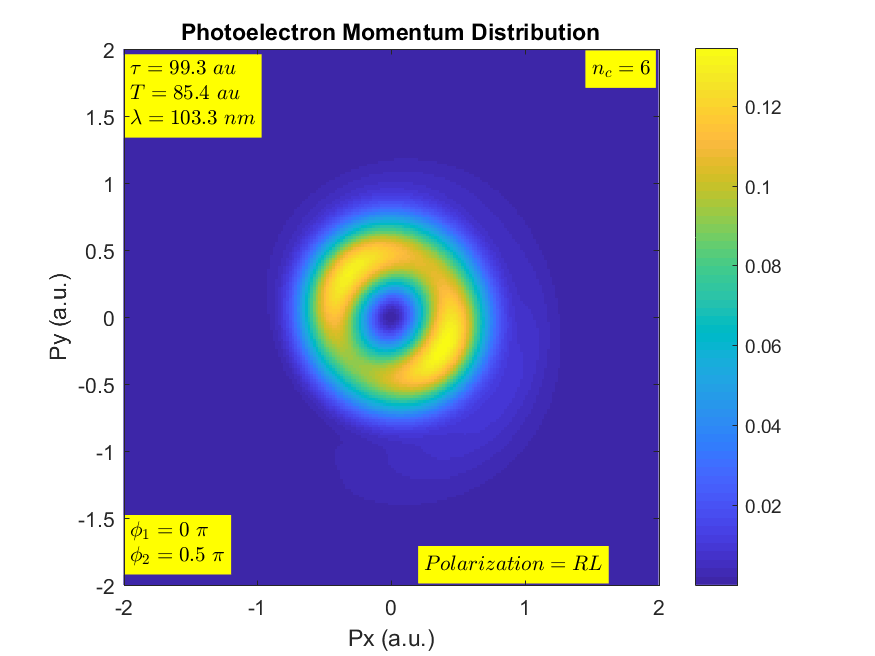 Photoelectron Momentum Distribution
τ = 99.3 au
T = 85.4 au
λ = 103.3 nm
n_c = 6
ϕ_1 = 0 π
ϕ_2 = 0.5 π
Polarization = RL
2
1.5
1
0.5
0
-0.5
-1
-1.5
-2
Py (a.u.)
-2
-1
0
1
2
Px (a.u.)
0.12
0.1
0.08
0.06
0.04
0.02